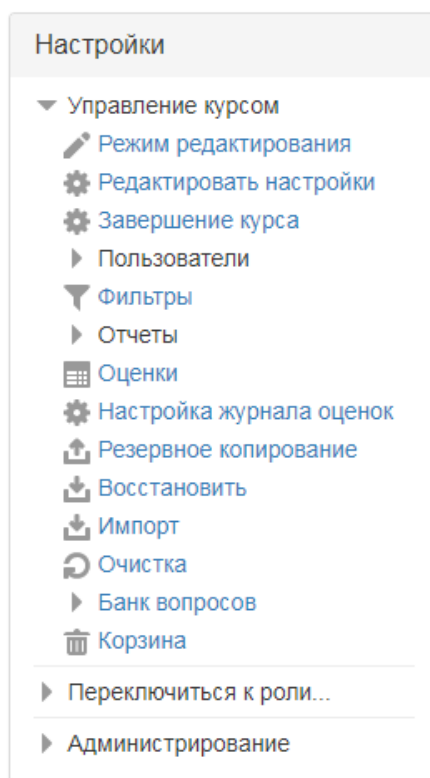 Настройки
Управление курсом
Режим редактирования
Редактировать настройки
Завершение курса
Пользователи
Фильтры
Отчеты
Оценки
Настройка журнала оценок
Резервное копирование
Восстановить
Импорт
Очистка
Банк вопросов
Корзина
Переключиться к роли...
Администрирование